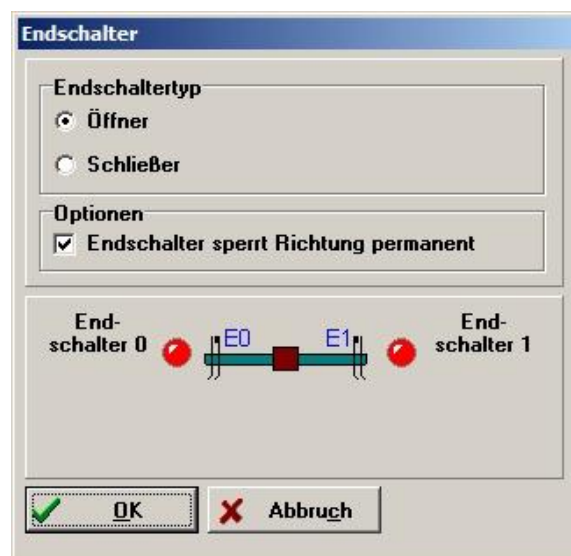 Endschalter
Endschaltertyp
Öffner
Schließer
Optionen
Endschalter sperrt Richtung permanent
End-
schalter 0
E0
E1
End-
schalter 1
OK
Abbruch